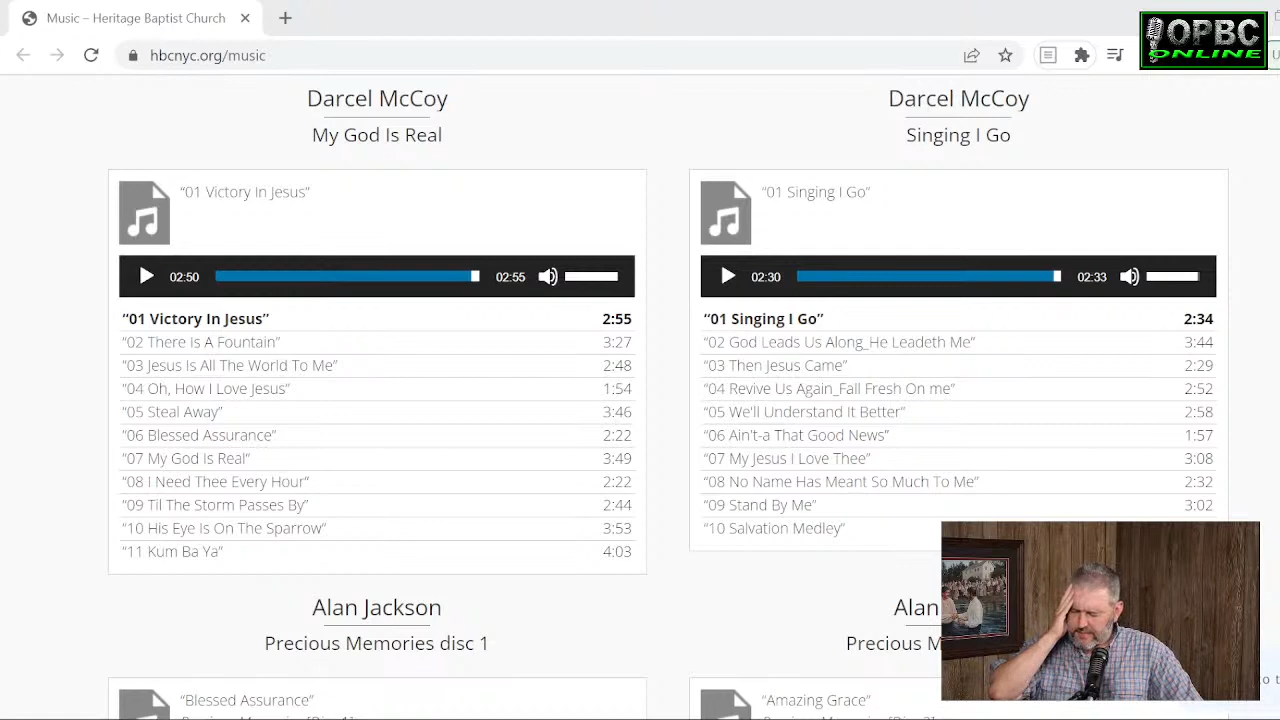 Music – Heritage Baptist Church
hbcnyc.org/music
OPBC
ONLINE
Darcel McCoy
My God Is Real
“01 Victory In Jesus”
02:50
02:55
“01 Victory In Jesus” 2:55
“02 There Is A Fountain” 3:27
“03 Jesus Is All The World To Me” 2:48
“04 Oh, How I Love Jesus” 1:54
“05 Steal Away” 3:46
“06 Blessed Assurance” 2:22
“07 My God Is Real” 3:49
“08 I Need Thee Every Hour” 2:22
“09 Til The Storm Passes By” 2:44
“10 His Eye Is On The Sparrow” 3:53
“11 Kum Ba Ya” 4:03
Darcel McCoy
Singing I Go
“01 Singing I Go”
02:30
02:33
“01 Singing I Go” 2:34
“02 God Leads Us Along_He Leadeth Me” 3:44
“03 Then Jesus Came” 2:29
“04 Revive Us Again_Fall Fresh On me” 2:52
“05 We'll Understand It Better” 2:58
“06 Ain't-a That Good News” 1:57
“07 My Jesus I Love Thee” 3:08
“08 No Name Has Meant So Much To Me” 2:32
“09 Stand By Me” 3:02
“10 Salvation Medley”
Alan Jackson
Precious Memories disc 1
“Blessed Assurance”
Alan
Precious M
“Amazing Grace”